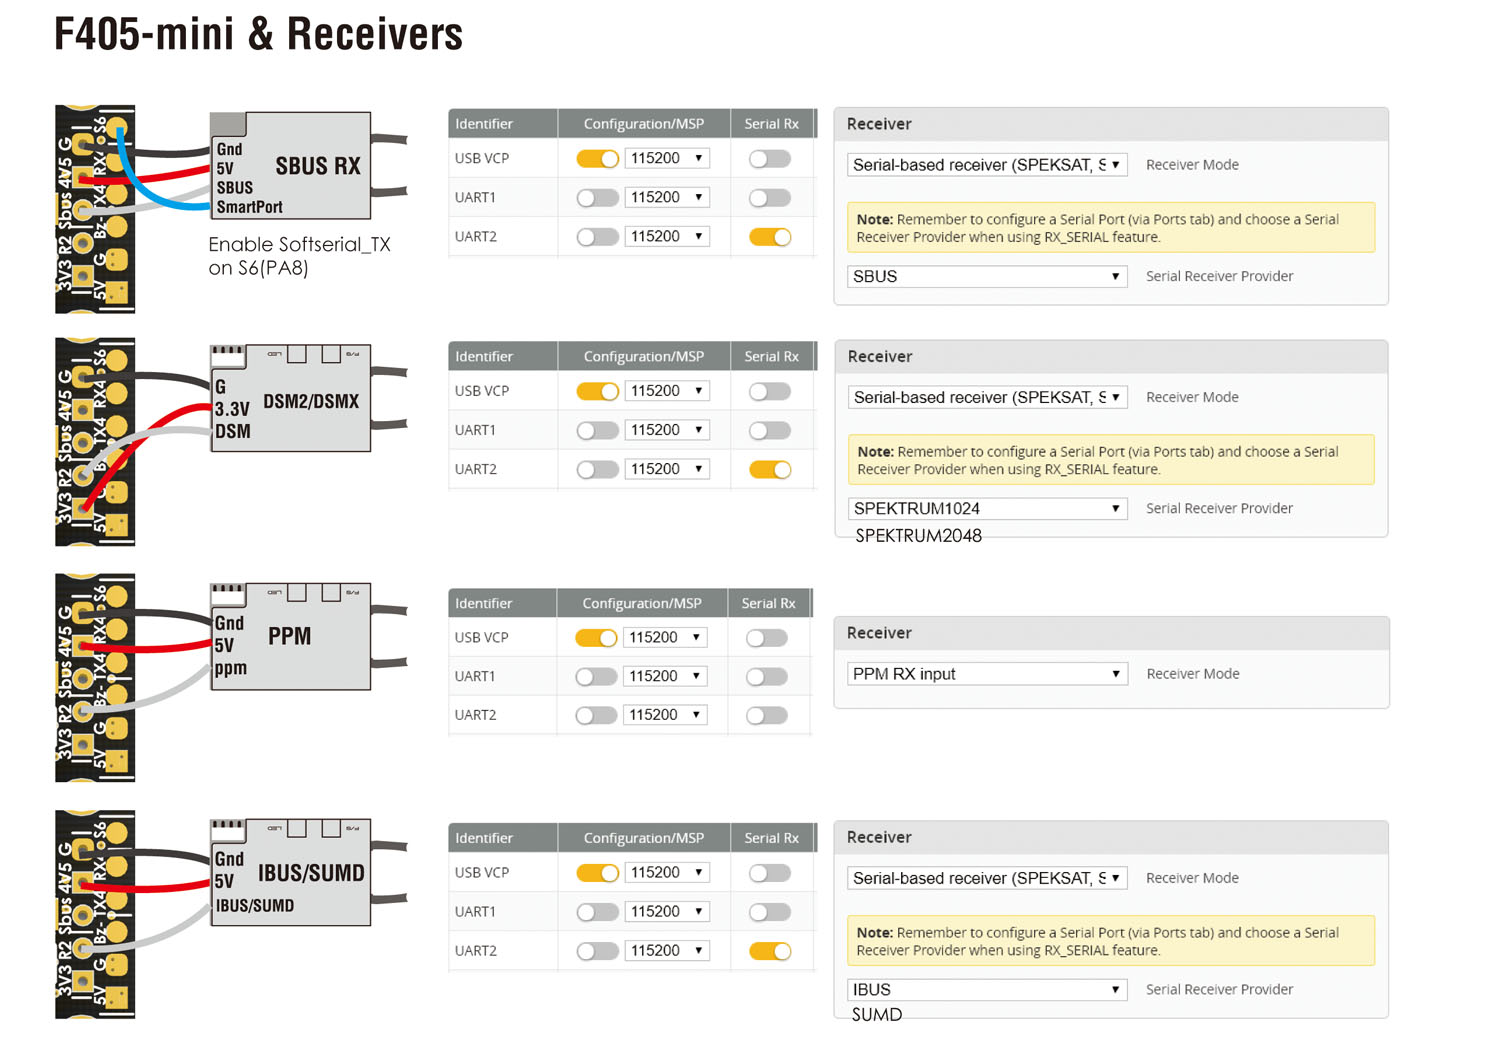 F405-mini & Receivers
G 4V5 Sbus R2 3V3
S6 RX4 TX4 Bz- G 5V
Gnd
5V
SBUS
SmartPort
SBUS RX
Enable Softserial_TX
on S6(PA8)
Identifier Configuration/MSP Serial Rx
USB VCP 115200
UART1 115200
UART2 115200
Receiver
Serial-based receiver (SPEKSAT, S Receiver Mode
Note: Remember to configure a Serial Port (via Ports tab) and choose a Serial
Receiver Provider when using RX_SERIAL feature.
SBUS Serial Receiver Provider
G 4V5 Sbus R2 3V3
S6 RX4 TX4 B G 5V
LED
G
3.3V
DSM
DSM2/DSMX
Identifier Configuration/MSP Serial Rx
USB VCP 115200
UART1 115200
UART2 115200
Receiver
Serial-based receiver (SPEKSAT, S Receiver Mode
Note: Remember to configure a Serial Port (via Ports tab) and choose a Serial
Receiver Provider when using RX_SERIAL feature.
SPEKTRUM1024 Serial Receiver Provider
SPEKTRUM2048
G 4V5 Sbus R2 3V3
S6 RX4 TX4 Bz- G 5V
LED
Gnd
5V
ppm
PPM
Identifier Configuration/MSP Serial Rx
USB VCP 115200
UART1 115200
UART2 115200
Receiver
PPM RX input Receiver Mode
G 4V5 Sbus R2 3V3
S6 RX4 TX4 Bz- G 5V
LED
Gnd
5V
IBUS/SUMD
IBUS/SUMD
Identifier Configuration/MSP Serial Rx
USB VCP 115200
UART1 115200
UART2 115200
Receiver
Serial-based receiver (SPEKSAT, S Receiver Mode
Note: Remember to configure a Serial Port (via Ports tab) and choose a Serial
Receiver Provider when using RX_SERIAL feature.
IBUS Serial Receiver Provider
SUMD